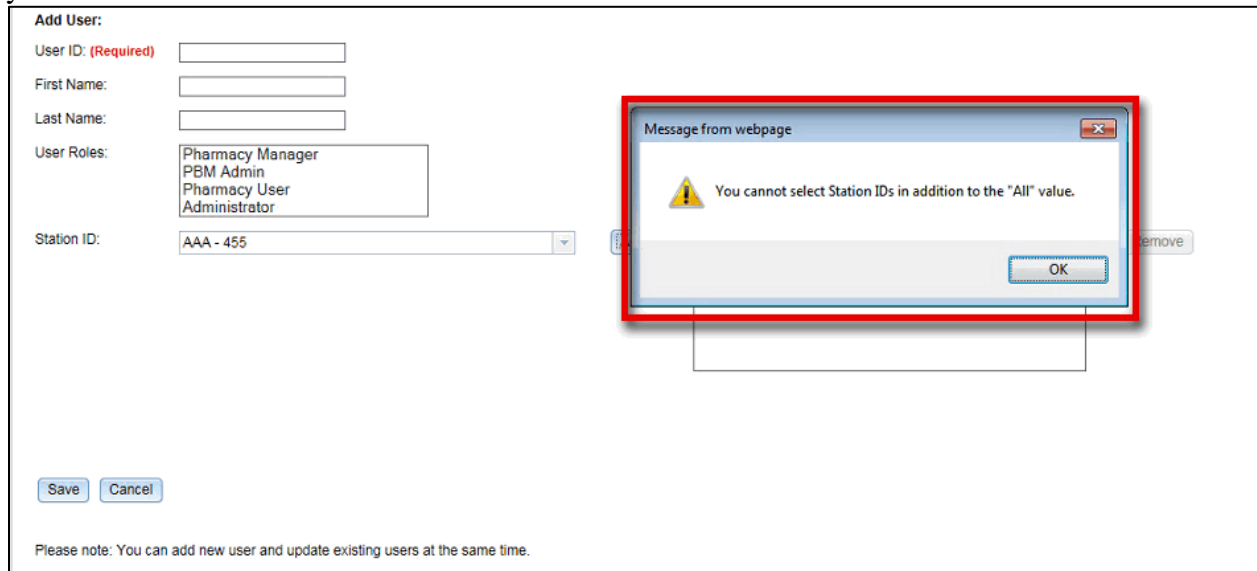 Add User:
User ID: (Required)
First Name:
Last Name:
User Roles:
Pharmacy Manager
PBM Admin
Pharmacy User
Administrator
Station ID:
AAA - 455
Message from webpage
You cannot select Station IDs in addition to the "All" value.
OK
Save
Cancel
Please note: You can add new user and update existing users at the same time.